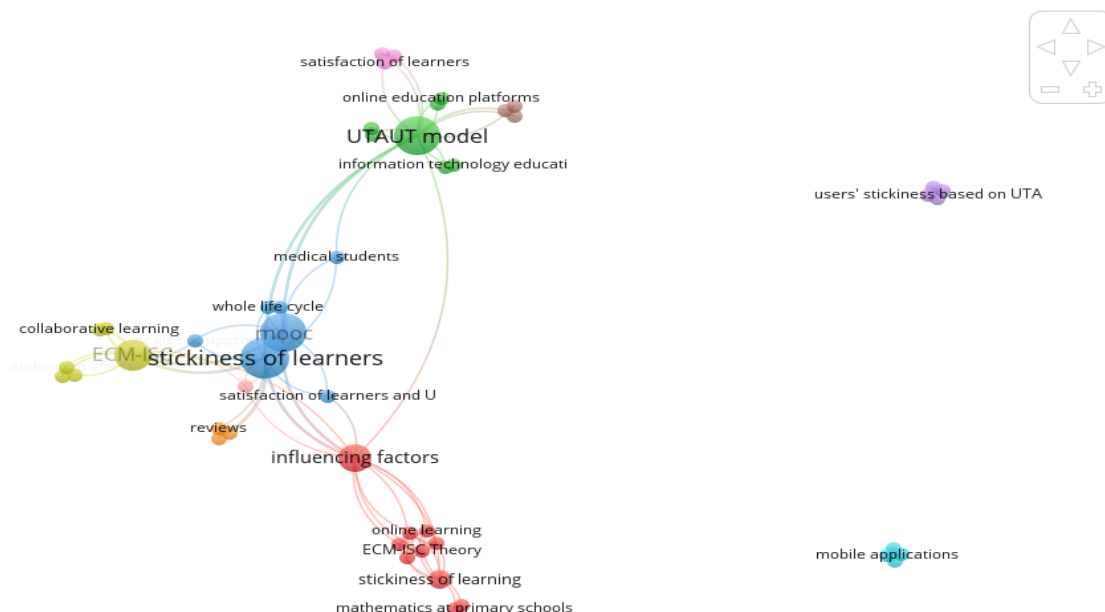 satisfaction of learners
online education platforms
UTAUT model
information technology educati
users' stickiness based on UTA
medical students
whole life cycle
mooc
collaborative learning
ECM-ISC
stickiness of learners
satisfaction of learners and U
reviews
influencing factors
online learning
ECM-ISC Theory
mobile applications
stickiness of learning
mathematics at primary schools